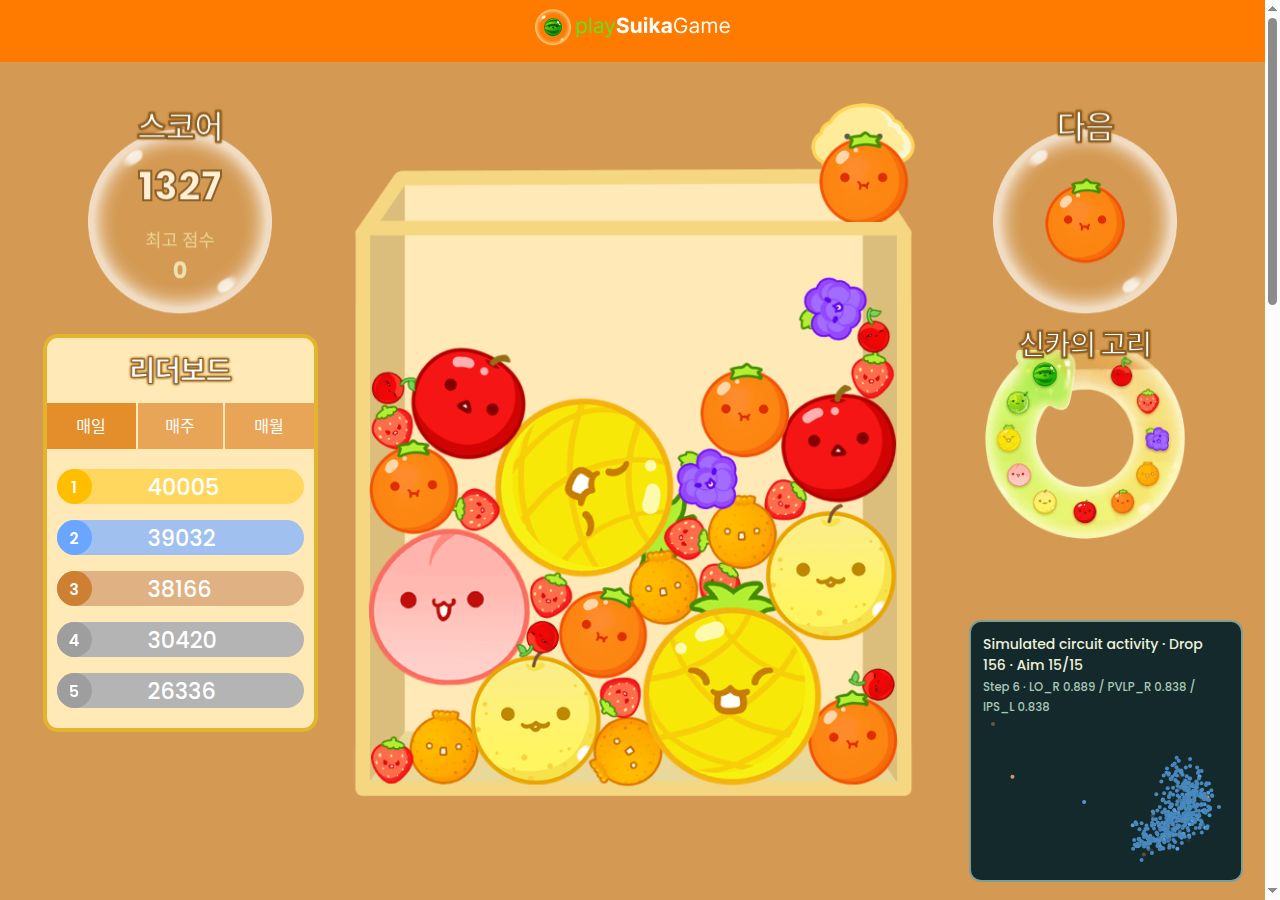 playSuikaGame
스코어
1327
최고 점수
0
다음
신카의 고리
리더보드
매일 매주 매월
1 40005
2 39032
3 38166
4 30420
5 26336
Simulated circuit activity · Drop
156 · Aim 15/15
Step 6 · LO_R 0.889 / PVLP_R 0.838 /
IPS_L 0.838